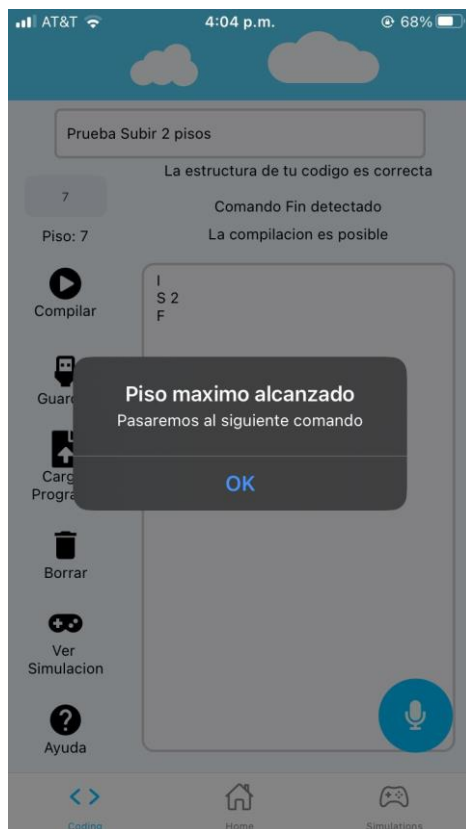 AT&T
4:04 p.m.
68%
Prueba Subir 2 pisos
La estructura de tu codigo es correcta
7
Comando Fin detectado
Piso: 7
La compilacion es posible
Compilar
I
S 2
F
Piso maximo alcanzado
Pasaremos al siguiente comando
OK
Borrar
Ver
Simulacion
Ayuda
Coding
Home
Simulations